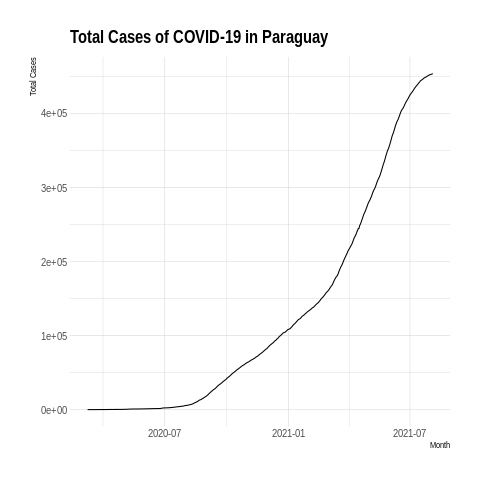 Total Cases of COVID-19 in Paraguay
Total Cases
4e+05
3e+05
2e+05
1e+05
0e+00
2020-07
2021-01
2021-07
Month